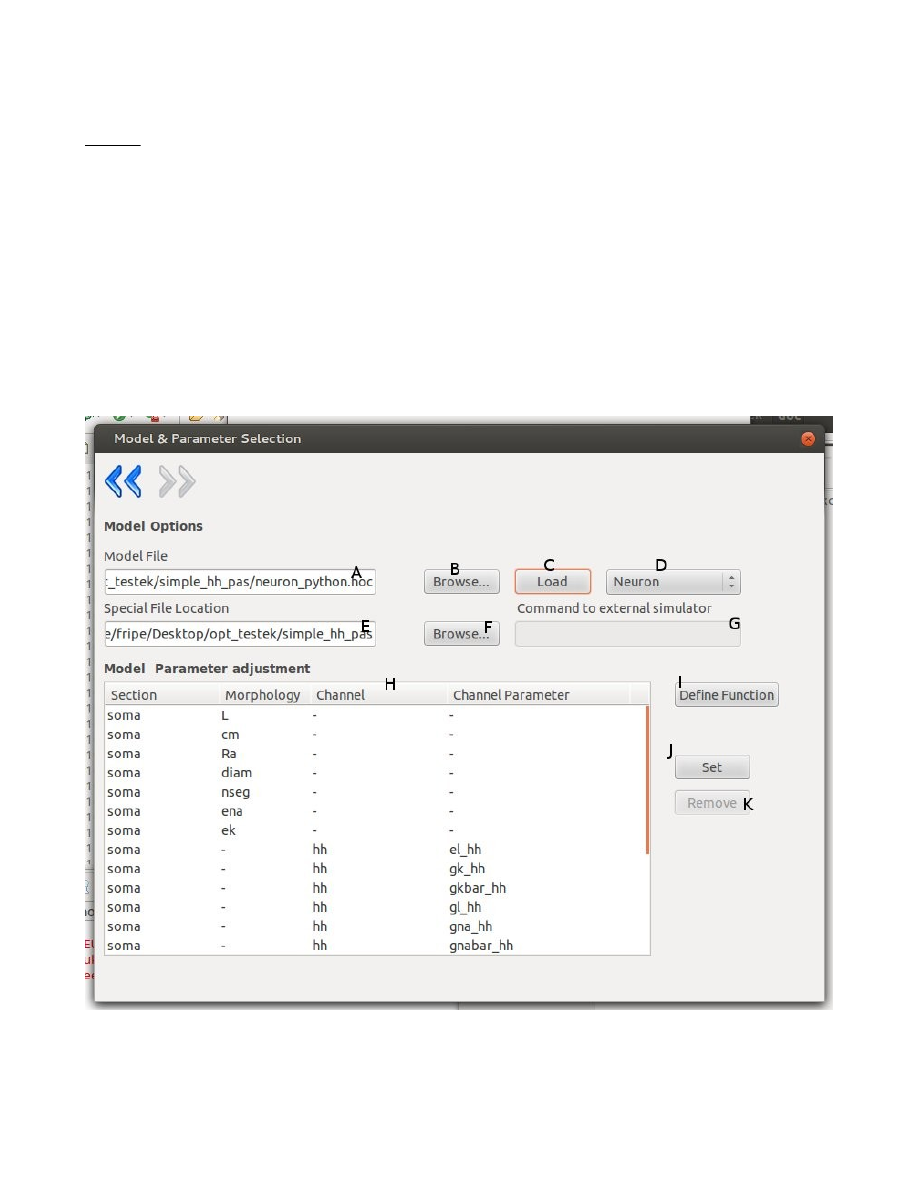 Model & Parameter Selection
Model Options
Model File
t_testek/simple_hh_pas/neuron_python.hoc A
Browse... B
Load C
Neuron D
Special File Location
Command to external simulator
e/fripe/Desktop/opt_testek/simple_hh_pas E
Browse... F
G
Model Parameter adjustment
H
Section Morphology Channel Channel Parameter
soma L - -
soma cm - -
soma Ra - -
soma diam - -
soma nseg - -
soma ena - -
soma ek - -
soma - hh el_hh
soma - hh gk_hh
soma - hh gkbar_hh
soma - hh gl_hh
soma - hh gna_hh
soma - hh gnabar_hh
I
Define Function
J
Set
Remove K